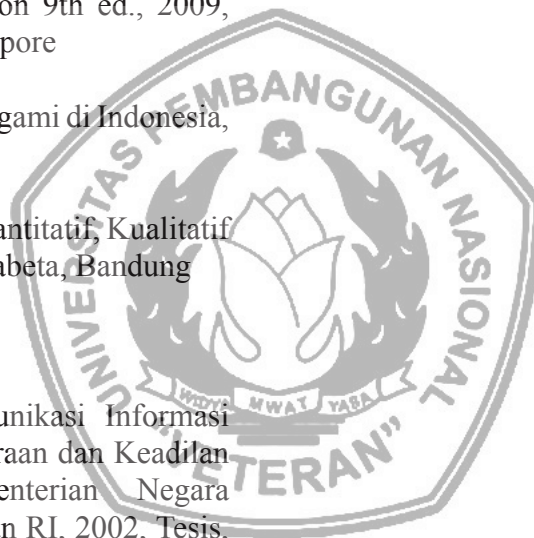 on 9th ed., 2009,
pore
gami di Indonesia,
antitatif, Kualitatif
abeta, Bandung
unikasi Informasi
raan dan Keadilan
enterian Negara
an RI, 2002, Tesis,
UNIVERSITAS PEMBANGUNAN NASIONAL
WIDYA MWAT YASA
"VETERAN"